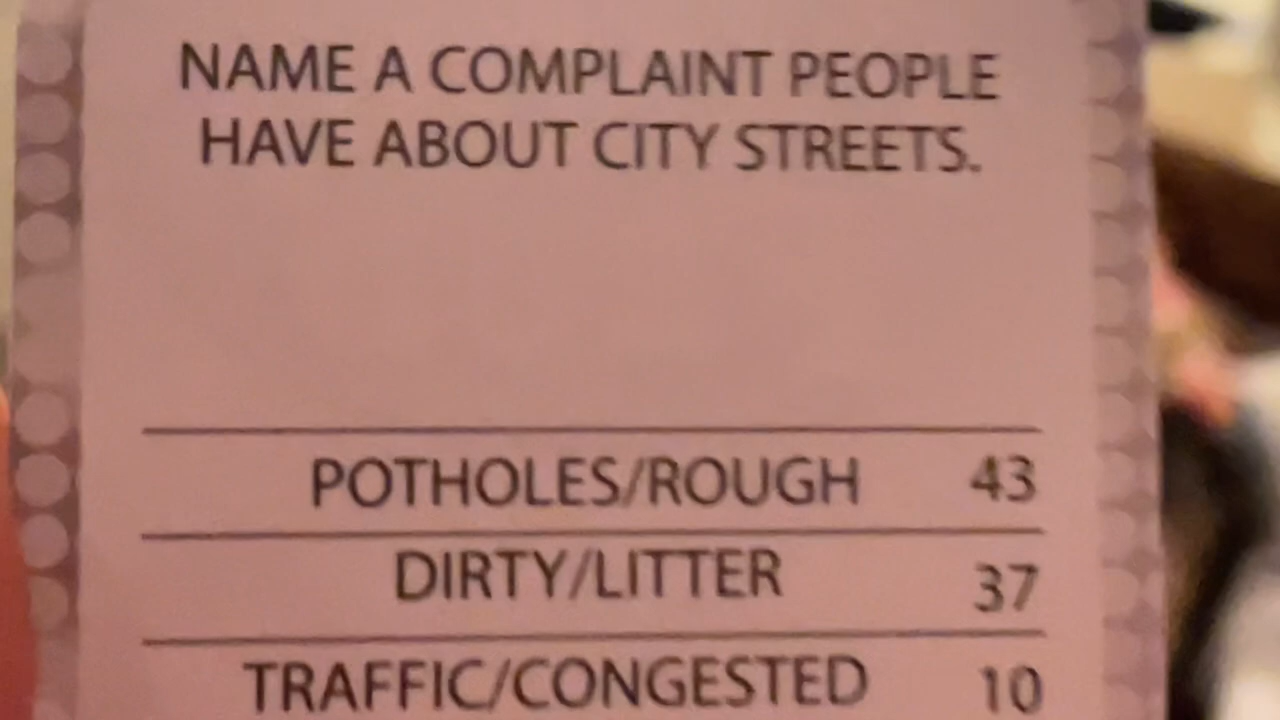 NAME A COMPLAINT PEOPLE
HAVE ABOUT CITY STREETS.
POTHOLES/ROUGH 43
DIRTY/LITTER 37
TRAFFIC/CONGESTED 10